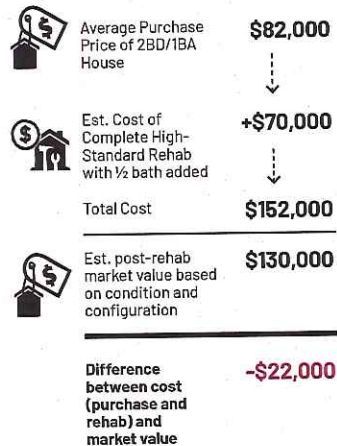 Average Purchase
Price of 2BD/1BA
House
$82,000
Est. Cost of
Complete High-
Standard Rehab
with ½ bath added
+$70,000
Total Cost
$152,000
Est. post-rehab
market value based
on condition and
configuration
$130,000
Difference
between cost
(purchase and
rehab) and
market value
-$22,000